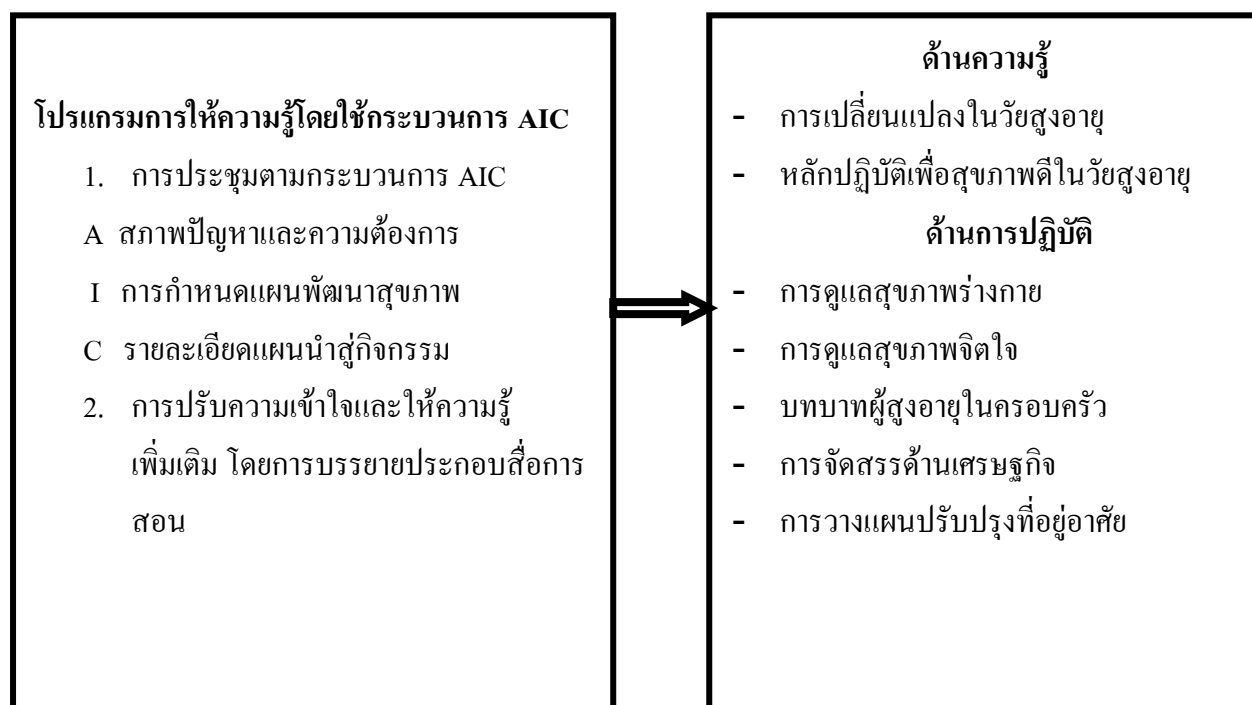 โปรแกรมการให้ความรู้โดยใช้กระบวนการ AIC
1. การประชุมตามกระบวนการ AIC
A สภาพปัญหาและความต้องการ
I การกำหนดแผนพัฒนาสุขภาพ
C รายละเอียดแผนนำสู่กิจกรรม
2. การปรับความเข้าใจและให้ความรู้
เพิ่มเติม โดยการบรรยายประกอบสื่อการ
สอน
ด้านความรู้
- การเปลี่ยนแปลงในวัยสูงอายุ
- หลักปฏิบัติเพื่อสุขภาพดีในวัยสูงอายุ
ด้านการปฏิบัติ
- การดูแลสุขภาพร่างกาย
- การดูแลสุขภาพจิตใจ
- บทบาทผู้สูงอายุในครอบครัว
- การจัดสรรด้านเศรษฐกิจ
- การวางแผนปรับปรุงที่อยู่อาศัย